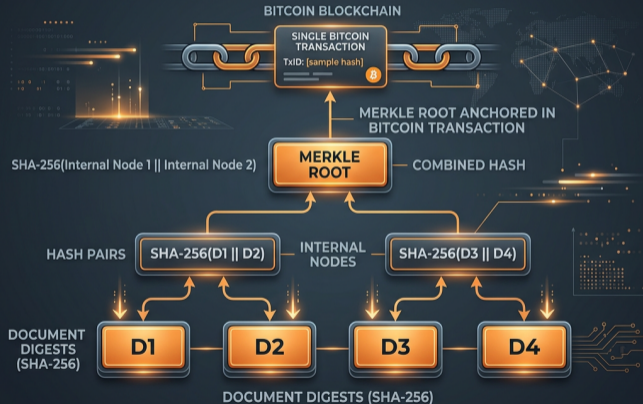 BITCOIN BLOCKCHAIN
SINGLE BITCOIN
TRANSACTION
TxID: [sample hash]
₿
MERKLE ROOT ANCHORED IN
BITCOIN TRANSACTION
SHA-256(Internal Node 1 || Internal Node 2)
MERKLE
ROOT
COMBINED HASH
HASH PAIRS
SHA-256(D1 || D2)
INTERNAL
NODES
SHA-256(D3 || D4)
DOCUMENT
DIGESTS
(SHA-256)
D1
D2
D3
D4
DOCUMENT DIGESTS (SHA-256)